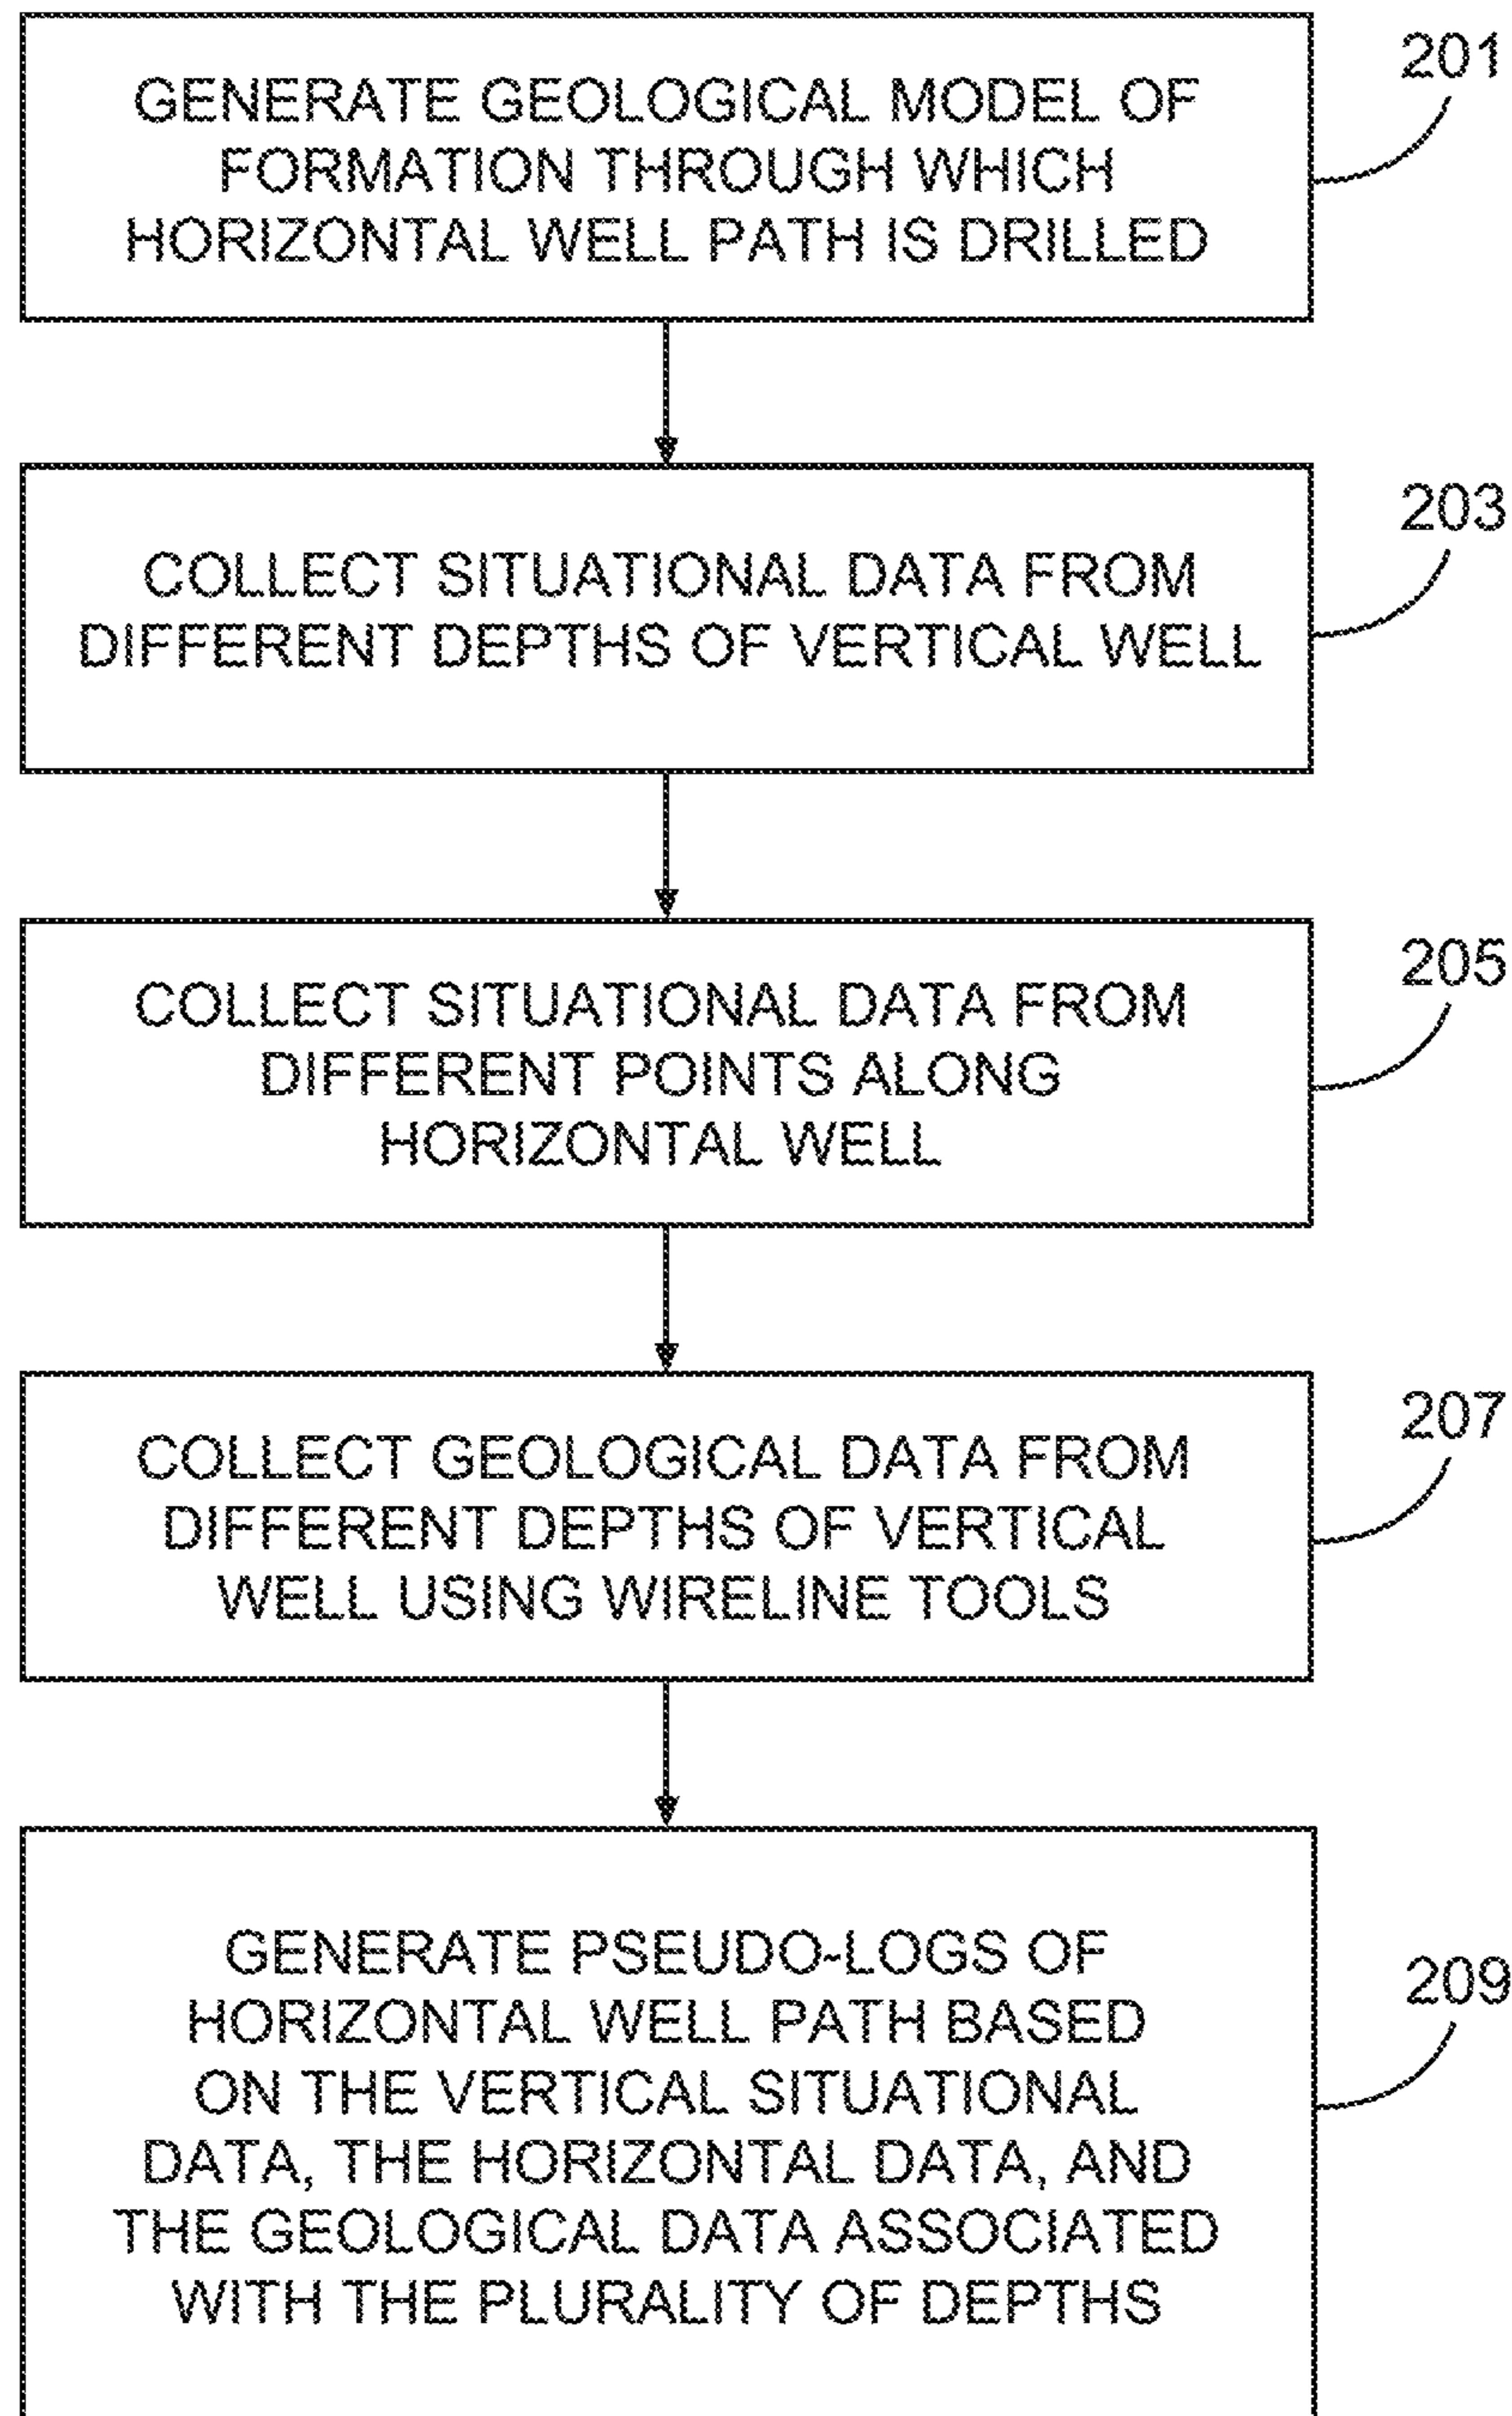 201
GENERATE GEOLOGICAL MODEL OF
FORMATION THROUGH WHICH
HORIZONTAL WELL PATH IS DRILLED
203
COLLECT SITUATIONAL DATA FROM
DIFFERENT DEPTHS OF VERTICAL WELL
205
COLLECT SITUATIONAL DATA FROM
DIFFERENT POINTS ALONG
HORIZONTAL WELL
207
COLLECT GEOLOGICAL DATA FROM
DIFFERENT DEPTHS OF VERTICAL
WELL USING WIRELINE TOOLS
209
GENERATE PSEUDO-LOGS OF
HORIZONTAL WELL PATH BASED
ON THE VERTICAL SITUATIONAL
DATA, THE HORIZONTAL DATA, AND
THE GEOLOGICAL DATA ASSOCIATED
WITH THE PLURALITY OF DEPTHS